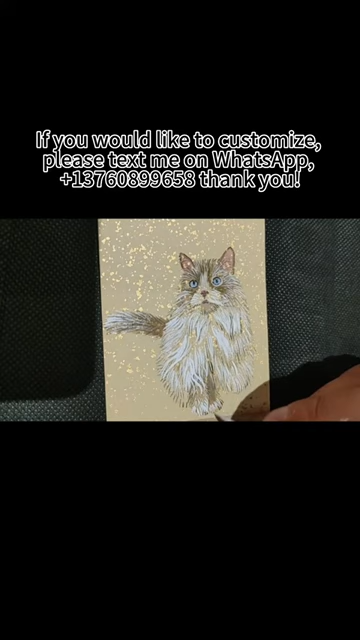 If you would like to customize,
please text me on WhatsApp,
+13760899658 thank you!